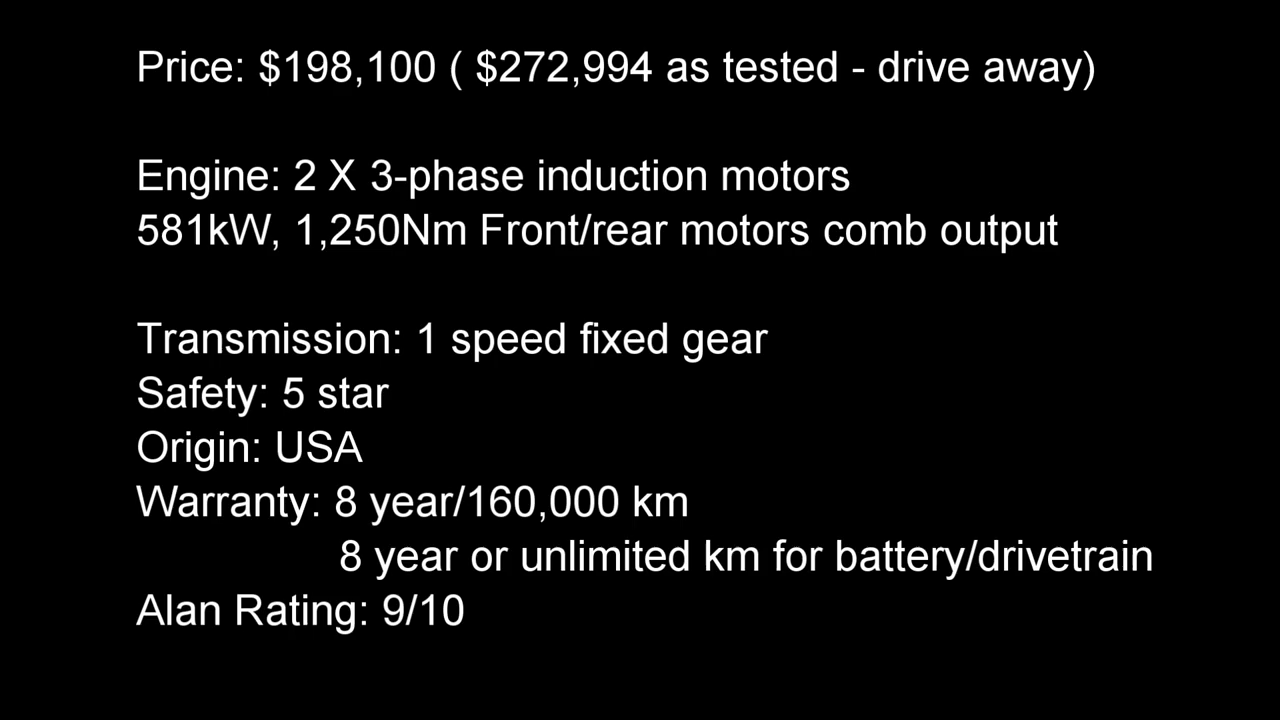 Price: $198,100 ( $272,994 as tested - drive away)
Engine: 2 X 3-phase induction motors
581kW, 1,250Nm Front/rear motors comb output
Transmission: 1 speed fixed gear
Safety: 5 star
Origin: USA
Warranty: 8 year/160,000 km
8 year or unlimited km for battery/drivetrain
Alan Rating: 9/10